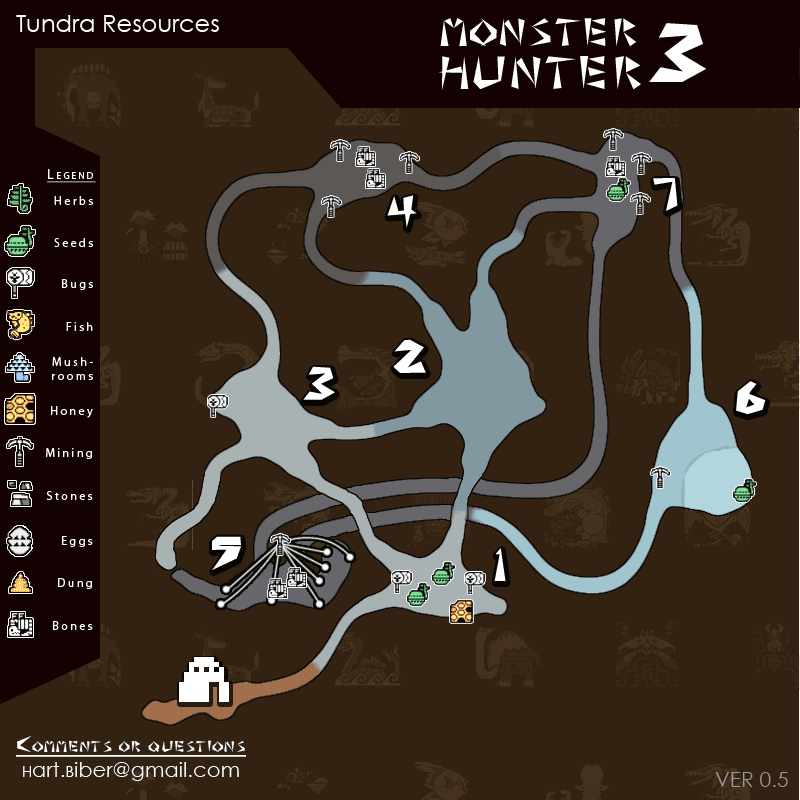 Tundra Resources
MONSTER
HUNTER 3
LEGEND
Herbs
Seeds
Bugs
Fish
Mush-
rooms
Honey
Mining
Stones
Eggs
Dung
Bones
4
7
2
3
6
5
1
COMMENTS OR QUESTIONS
HART.BIBER@GMAIL.COM
VER 0.5